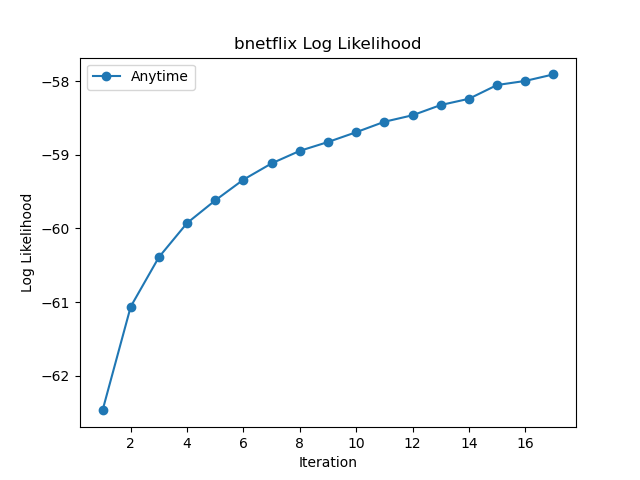 bnetflix Log Likelihood
Anytime
Log Likelihood
−58
−59
−60
−61
−62
2 4 6 8 10 12 14 16
Iteration